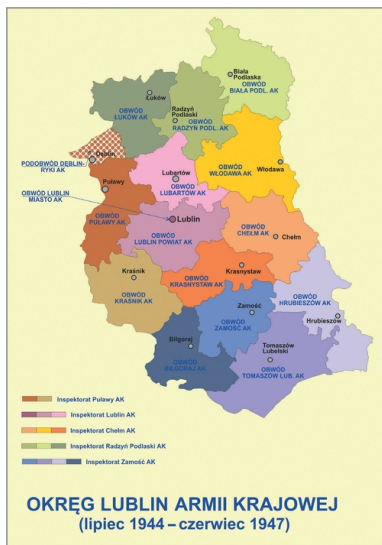 Biała
Podlaska
OBWÓD
BIAŁA PODL. AK
Łuków
OBWÓD
ŁUKÓW AK
Radzyń
Podlaski
OBWÓD
RADZYŃ PODL. AK
Dęblin
PODOBWÓD DĘBLIN-
RYKI AK
OBWÓD
WŁODAWA AK
Włodawa
Lubartów
OBWÓD
LUBARTÓW AK
Puławy
OBWÓD LUBLIN
MIASTO AK
OBWÓD
PUŁAWY AK
Lublin
OBWÓD
LUBLIN POWIAT AK
OBWÓD
CHEŁM AK
Chełm
Kraśnik
OBWÓD
KRAŚNIK AK
Krasnystaw
OBWÓD
KRASNYSTAW AK
OBWÓD
HRUBIESZÓW AK
Hrubieszów
Zamość
OBWÓD
ZAMOŚĆ AK
Biłgoraj
OBWÓD
BIŁGORAJ AK
Tomaszów
Lubelski
OBWÓD
TOMASZÓW LUB. AK
Inspektorat Puławy AK
Inspektorat Lublin AK
Inspektorat Chełm AK
Inspektorat Radzyń Podlaski AK
Inspektorat Zamość AK
OKRĘG LUBLIN ARMII KRAJOWEJ
(lipiec 1944 – czerwiec 1947)